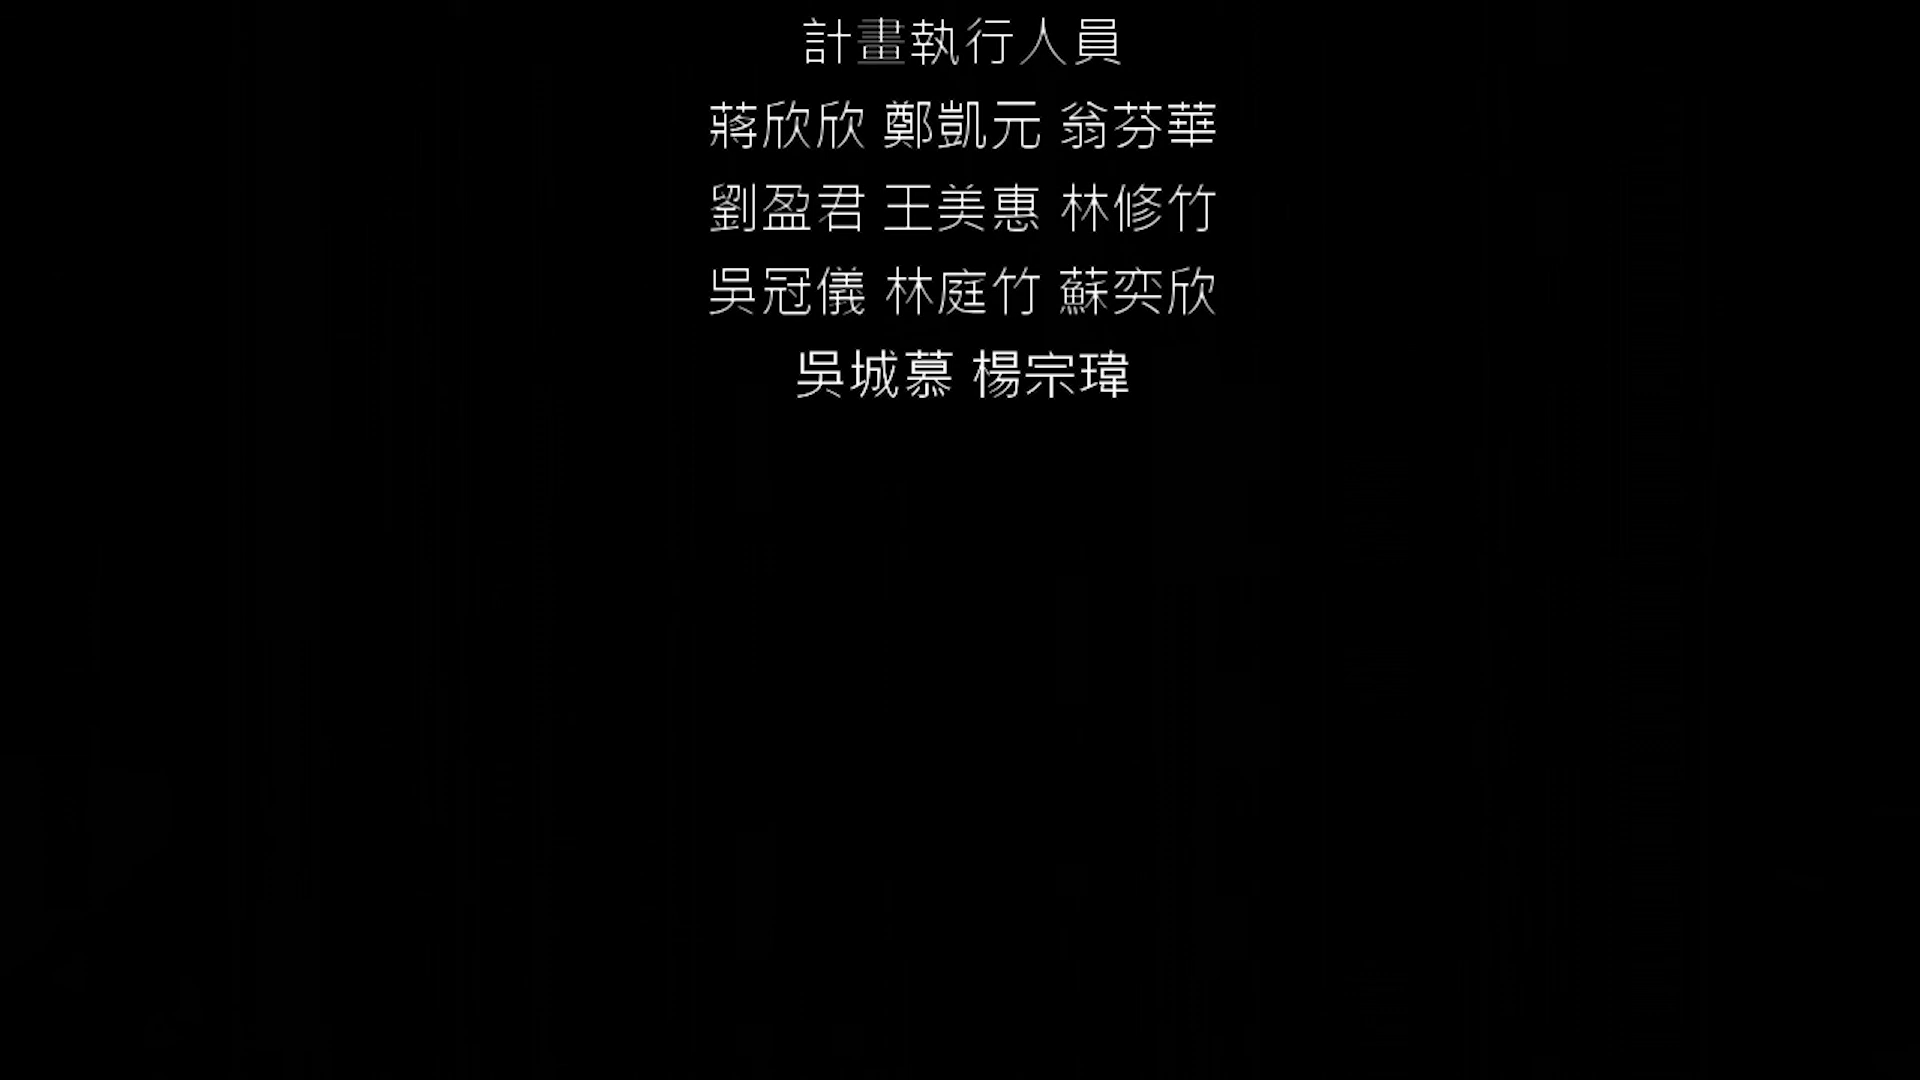 計畫執行人員
蔣欣欣 鄭凱元 翁芬華
劉盈君 王美惠 林修竹
吳冠儀 林庭竹 蘇奕欣
吳城慕 楊宗瑋